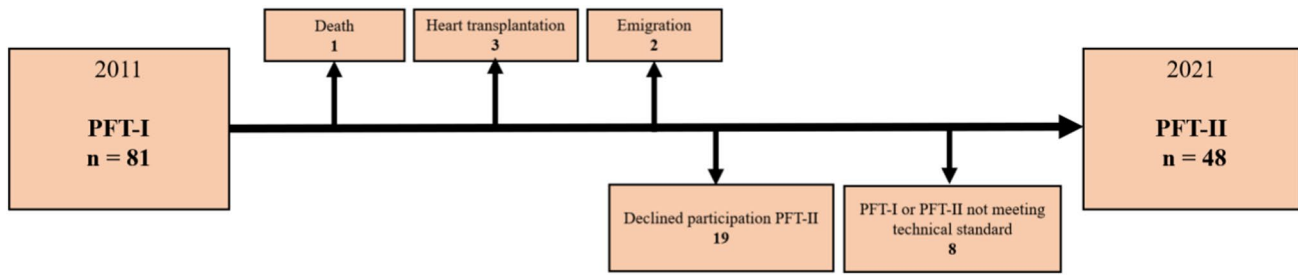 2011
PFT-I
n = 81
Death
1
Heart transplantation
3
Emigration
2
Declined participation PFT-II
19
PFT-I or PFT-II not meeting
technical standard
8
2021
PFT-II
n = 48